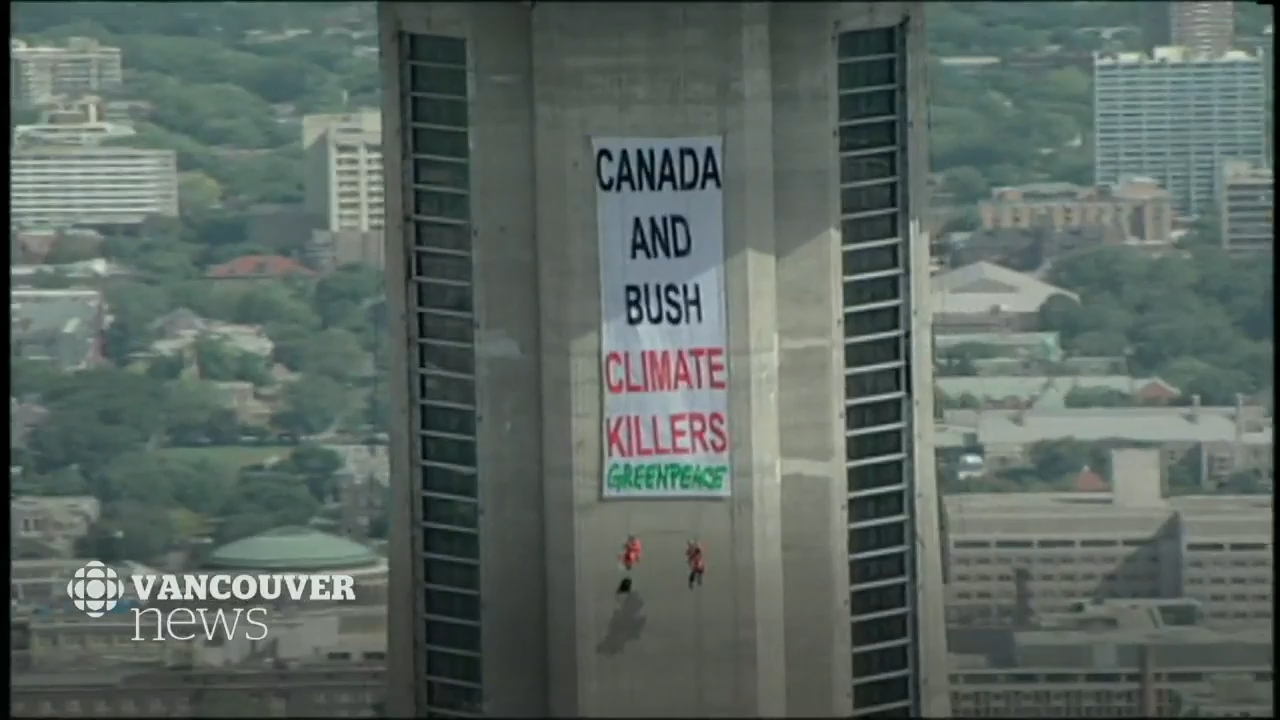 CANADA
AND
BUSH
CLIMATE
KILLERS
GREENPEACE
VANCOUVER
news